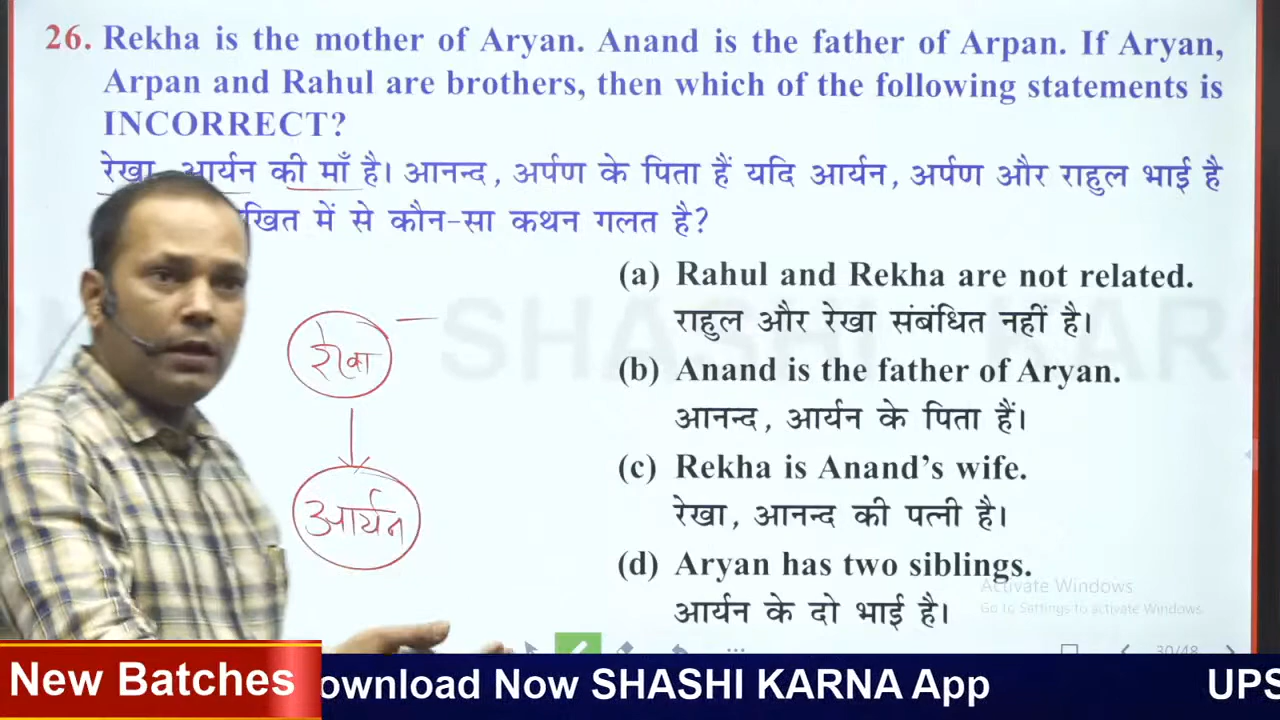 26. Rekha is the mother of Aryan. Anand is the father of Arpan. If Aryan,
Arpan and Rahul are brothers, then which of the following statements is
INCORRECT?
रेखा, आर्यन की माँ है। आनन्द, अर्पण के पिता हैं यदि आर्यन, अर्पण और राहुल भाई है
खित में से कौन-सा कथन गलत है?
(a) Rahul and Rekha are not related.
राहुल और रेखा संबंधित नहीं है।
(b) Anand is the father of Aryan.
आनन्द, आर्यन के पिता हैं।
(c) Rekha is Anand's wife.
रेखा, आनन्द की पत्नी है।
(d) Aryan has two siblings.
आर्यन के दो भाई है।
रेखा
आर्यन
SHASHI KARNA
Activate Windows
Go to Settings to activate Windows.
30/48
New Batches
ownload Now SHASHI KARNA App
UPS